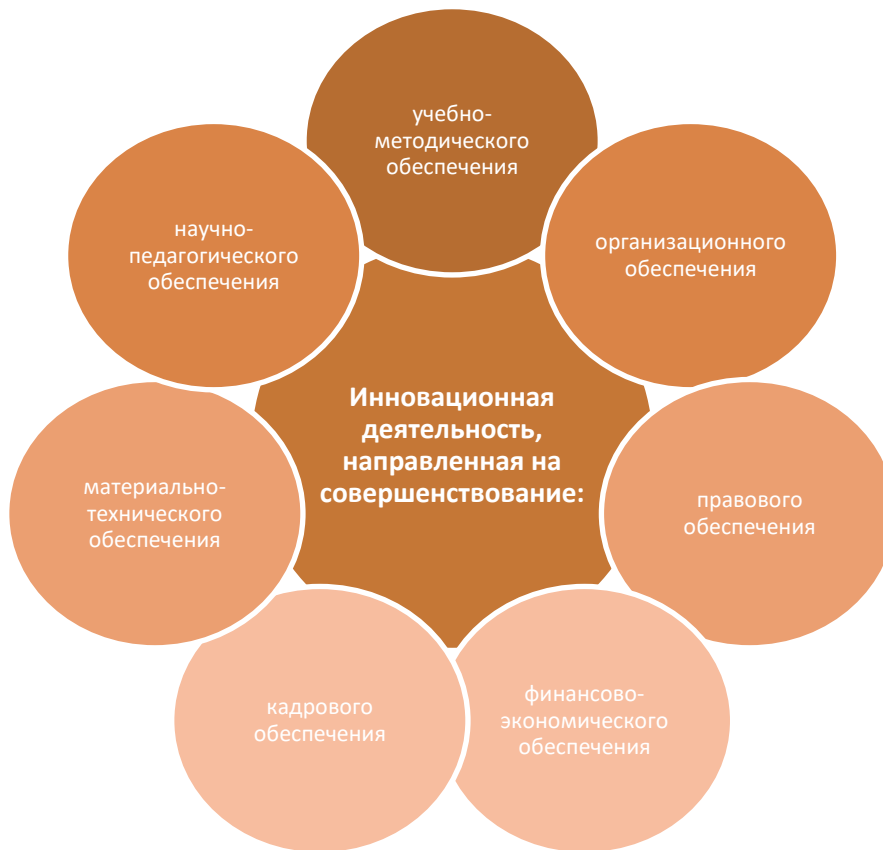 учебно-
методического
обеспечения
организационного
обеспечения
правового
обеспечения
финансово-
экономического
обеспечения
кадрового
обеспечения
материально-
технического
обеспечения
научно-
педагогического
обеспечения
Инновационная
деятельность,
направленная на
совершенствование: